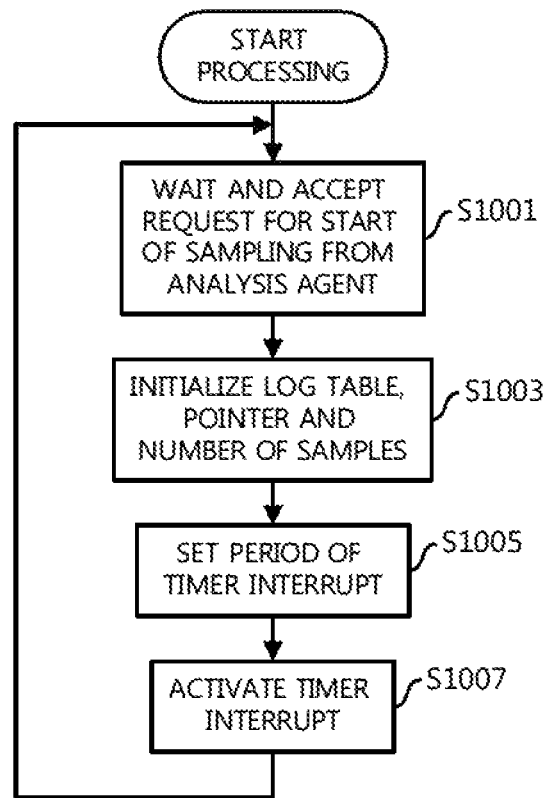 START
PROCESSING
WAIT AND ACCEPT
REQUEST FOR START
OF SAMPLING FROM
ANALYSIS AGENT
S1001
INITIALIZE LOG TABLE,
POINTER AND
NUMBER OF SAMPLES
S1003
SET PERIOD OF
TIMER INTERRUPT
S1005
ACTIVATE TIMER
INTERRUPT
S1007